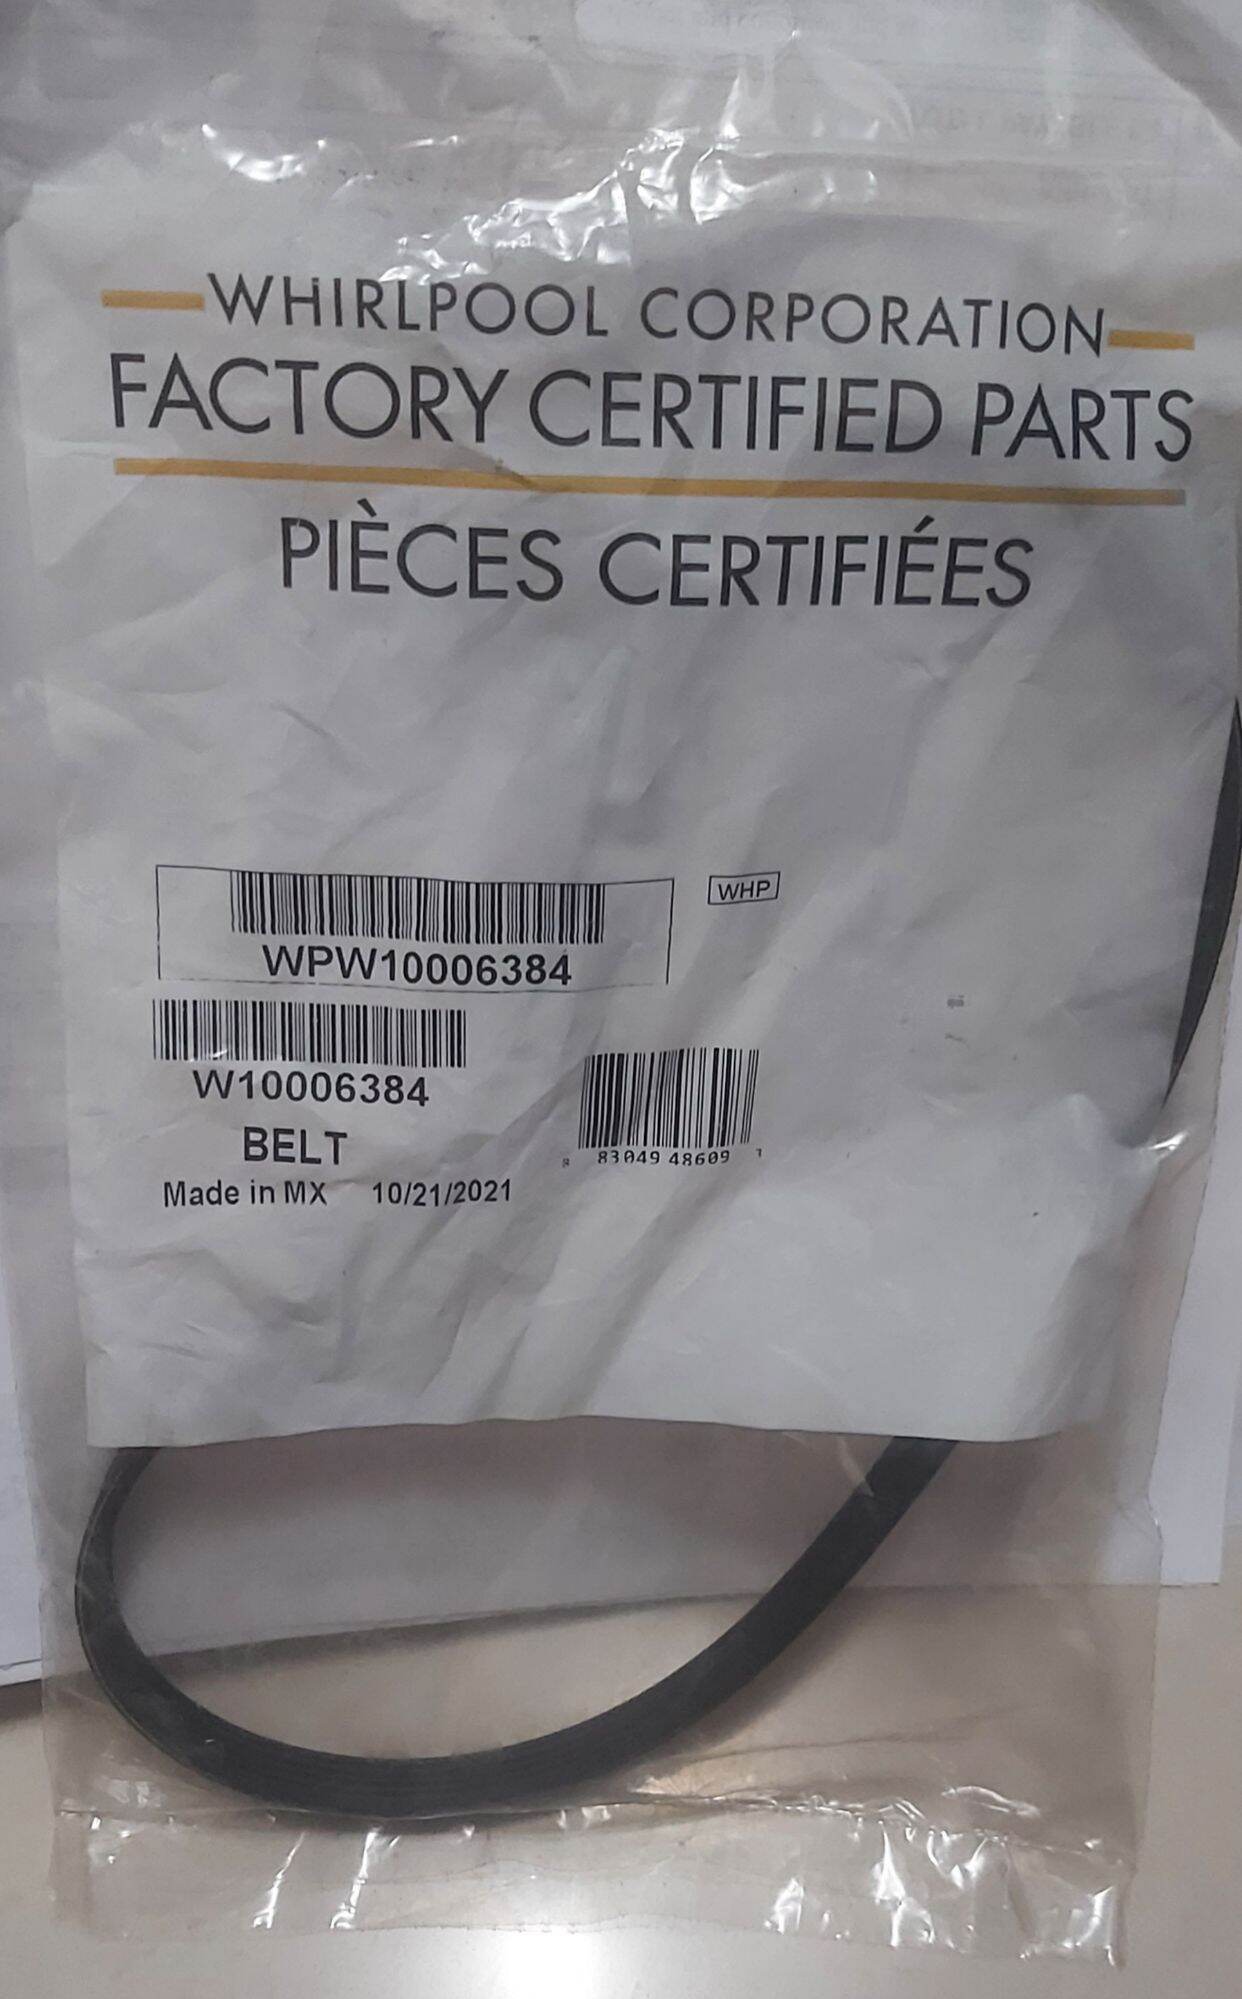 WHIRLPOOL CORPORATION
FACTORY CERTIFIED PARTS
PIÈCES CERTIFIÉES
WHP
WPW10006384
W10006384
BELT
8 83049 48609 7
Made in MX 10/21/2021